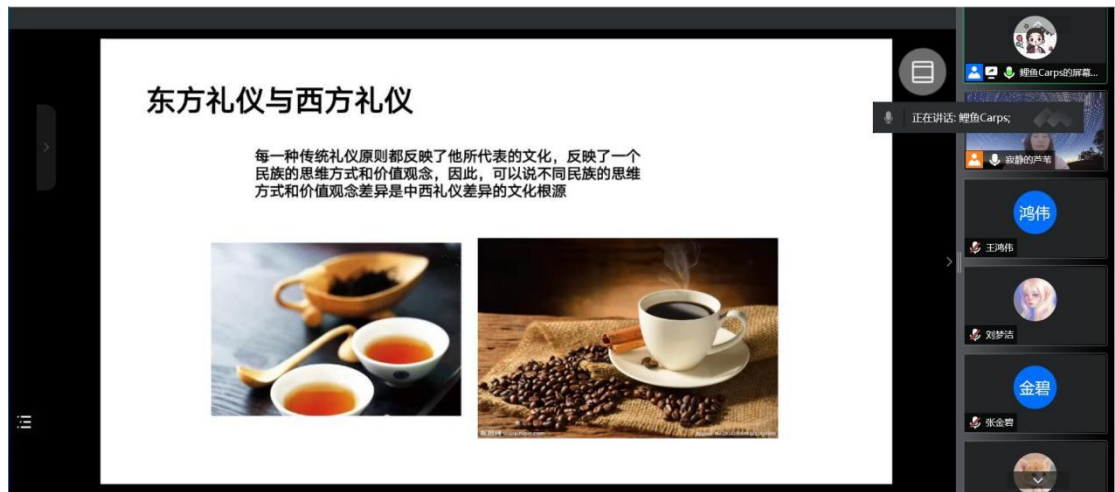 东方礼仪与西方礼仪
每一种传统礼仪原则都反映了他所代表的文化，反映了一个
民族的思维方式和价值观念，因此，可以说不同民族的思维
方式和价值观念差异是中西礼仪差异的文化根源
鲤鱼Carps的屏幕...
正在讲话: 鲤鱼Carps;
寂静的芦苇
鸿伟
王鸿伟
刘梦洁
金碧
张金碧